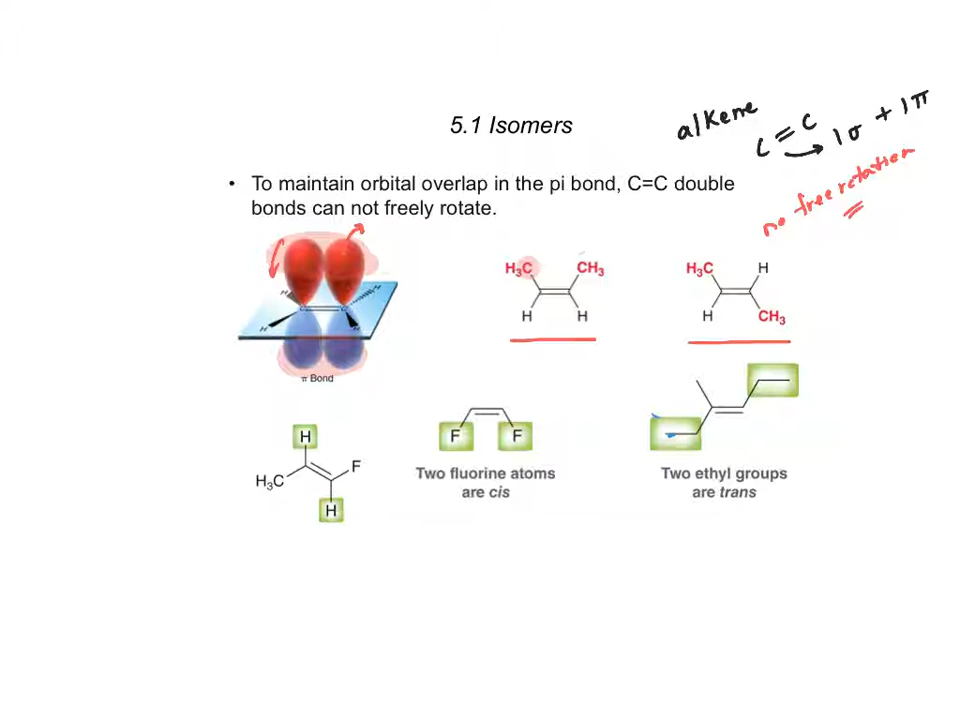 5.1 Isomers
alkene
C=C → 1σ + 1π
no free rotation
• To maintain orbital overlap in the pi bond, C=C double
bonds can not freely rotate.
H
H
H
H
π Bond
H₃C CH₃
H H
H₃C H
H CH₃
H
H₃C F
H
F F
Two fluorine atoms
are cis
Two ethyl groups
are trans